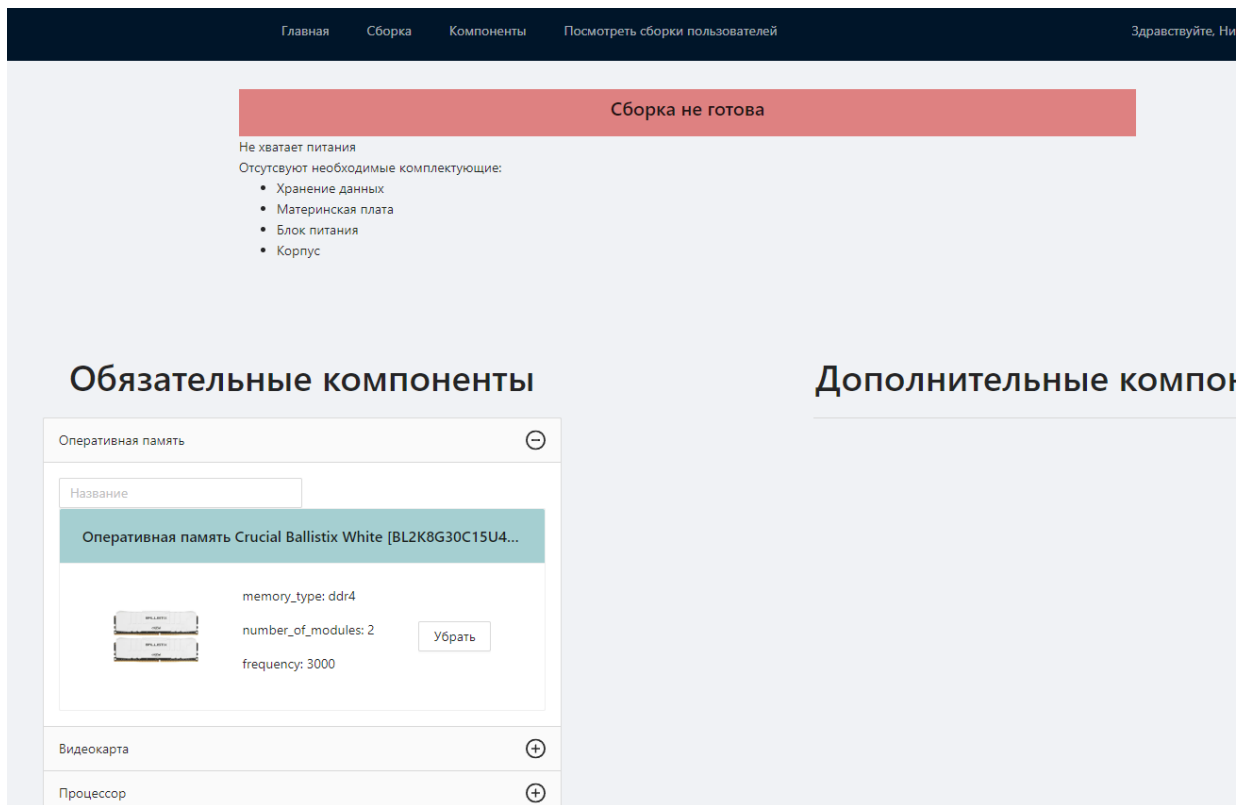 Главная Сборка Компоненты Посмотреть сборки пользователей Здравствуйте, Ни
Сборка не готова
Не хватает питания
Отсутсвуют необходимые комплектующие:
Хранение данных
Материнская плата
Блок питания
Корпус
Обязательные компоненты
Дополнительные компон
Оперативная память
Название
Оперативная память Crucial Ballistix White [BL2K8G30C15U4...
memory_type: ddr4
number_of_modules: 2
frequency: 3000
Убрать
Видеокарта
Процессор